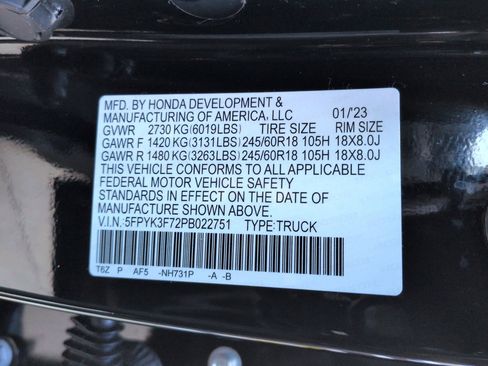 MFD. BY HONDA DEVELOPMENT &
MANUFACTURING OF AMERICA, LLC 01/'23
GVWR 2730 KG (6019LBS) TIRE SIZE RIM SIZE
GAWR F 1420 KG (3131LBS) 245/60R18 105H 18X8.0J
GAWR R 1480 KG (3263LBS) 245/60R18 105H 18X8.0J
THIS VEHICLE CONFORMS TO ALL APPLICABLE
FEDERAL MOTOR VEHICLE SAFETY
STANDARDS IN EFFECT ON THE DATE OF
MANUFACTURE SHOWN ABOVE.
V.I.N.:5FPYK3F72PB022751 TYPE:TRUCK
T6Z P AF5 -NH731P -A -B